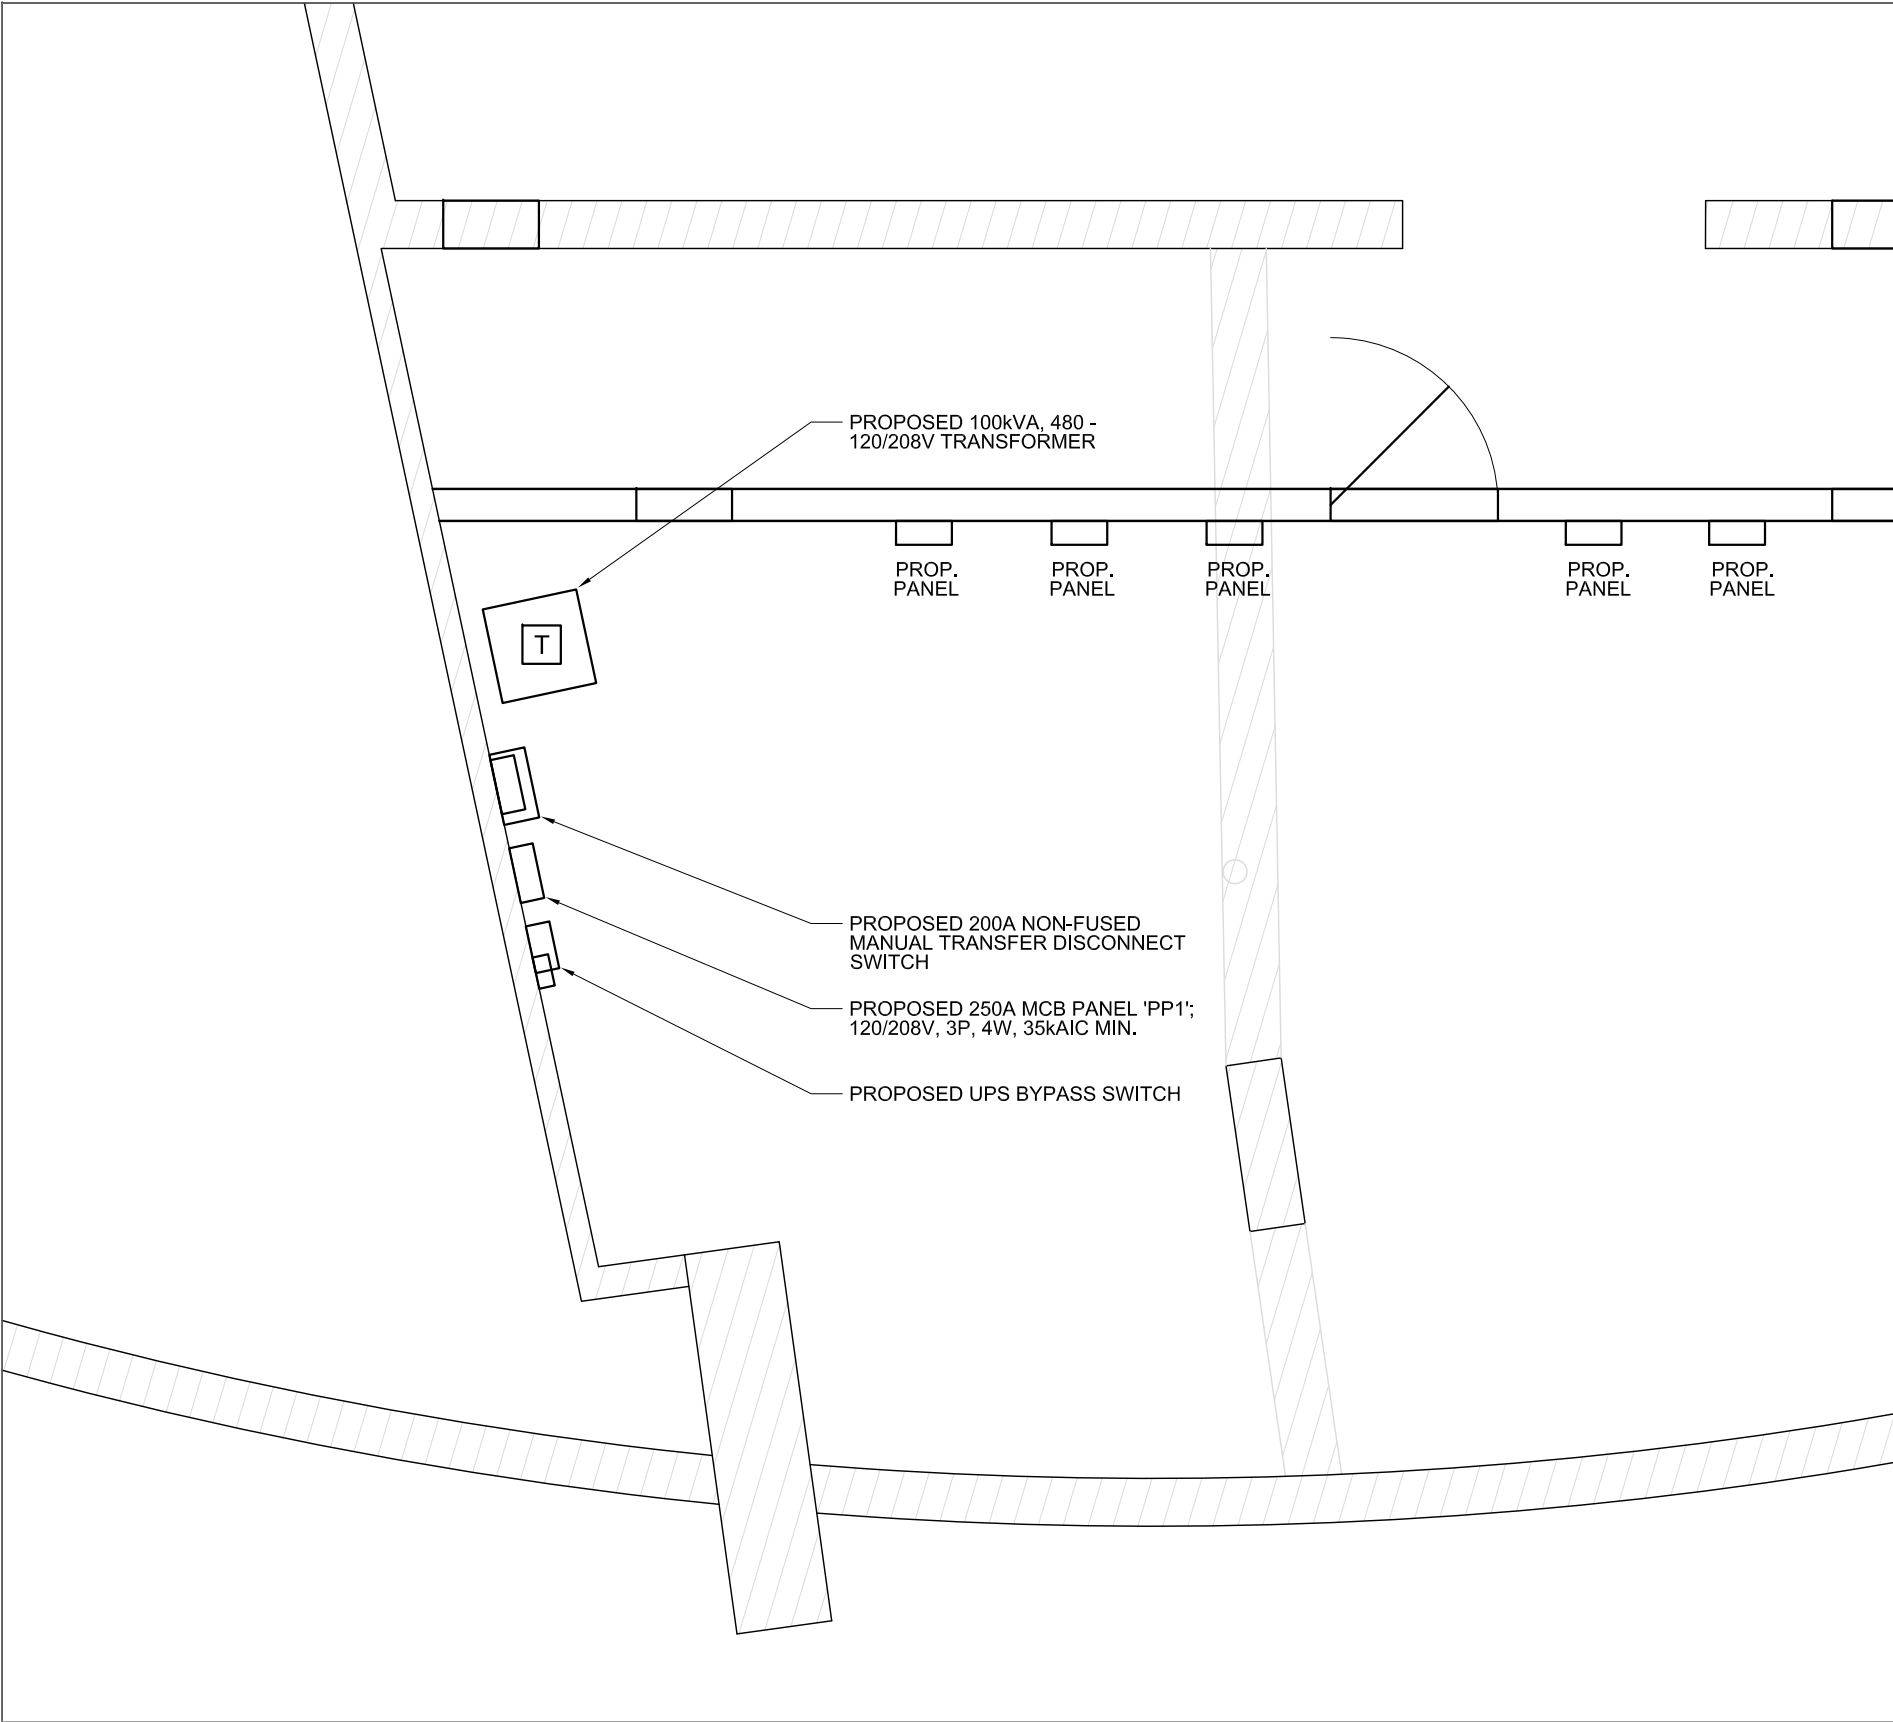 PROPOSED 100kVA, 480 -
120/208V TRANSFORMER
PROP.
PANEL
PROP.
PANEL
PROP.
PANEL
PROP.
PANEL
PROP.
PANEL
T
PROPOSED 200A NON-FUSED
MANUAL TRANSFER DISCONNECT
SWITCH
PROPOSED 250A MCB PANEL 'PP1';
120/208V, 3P, 4W, 35kAIC MIN.
PROPOSED UPS BYPASS SWITCH